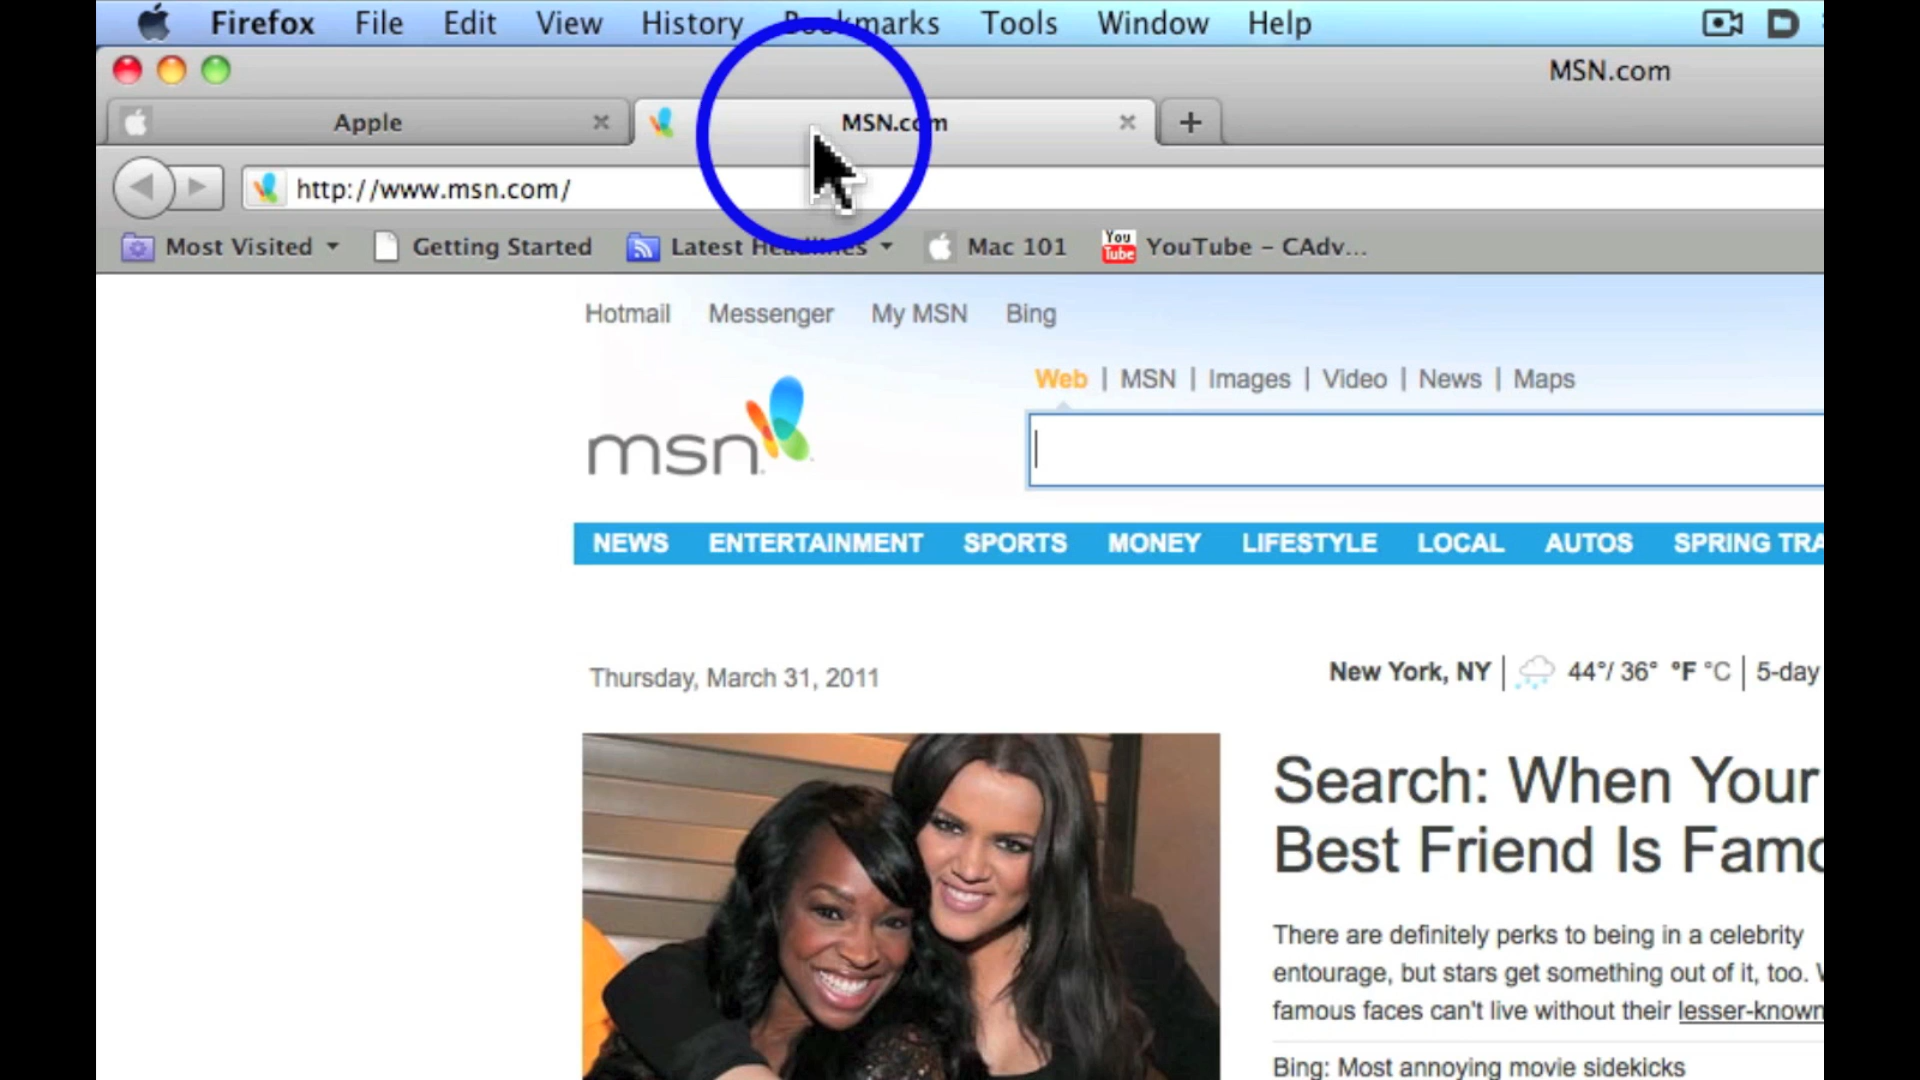 Firefox File Edit View History Bookmarks Tools Window Help
MSN.com
Apple MSN.com
http://www.msn.com/
Most Visited Getting Started Latest Headlines Mac 101 You Tube YouTube - CAdv...
Hotmail Messenger My MSN Bing
Web | MSN | Images | Video | News | Maps
msn
NEWS ENTERTAINMENT SPORTS MONEY LIFESTYLE LOCAL AUTOS SPRING TRA
Thursday, March 31, 2011
New York, NY | 44°/ 36° °F °C | 5-day
Search: When Your
Best Friend Is Famo
There are definitely perks to being in a celebrity
entourage, but stars get something out of it, too.
famous faces can't live without their lesser-known
Bing: Most annoying movie sidekicks